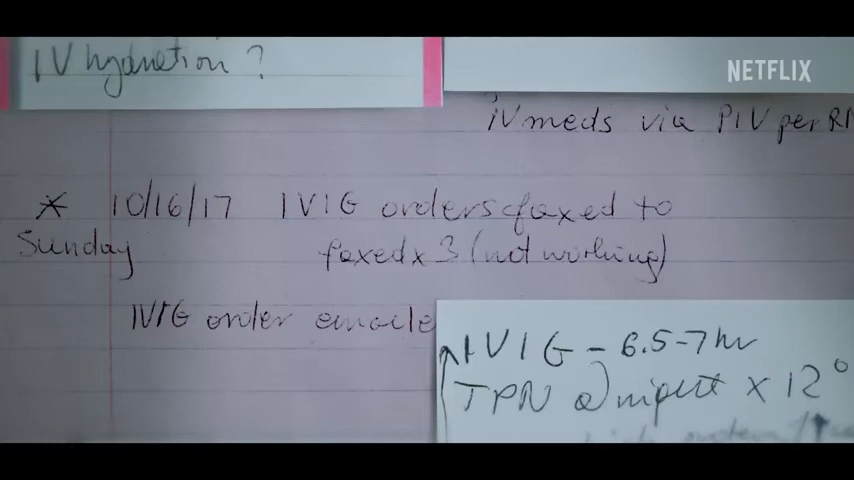 IV hydration ?
NETFLIX
IV meds via PIV per RN
* 10/16/17 IVIG orders faxed to
Sunday faxed x 3 (not working)
IVIG order emaile
IVIG - 6.5-7hr
TPN @ night x 12°